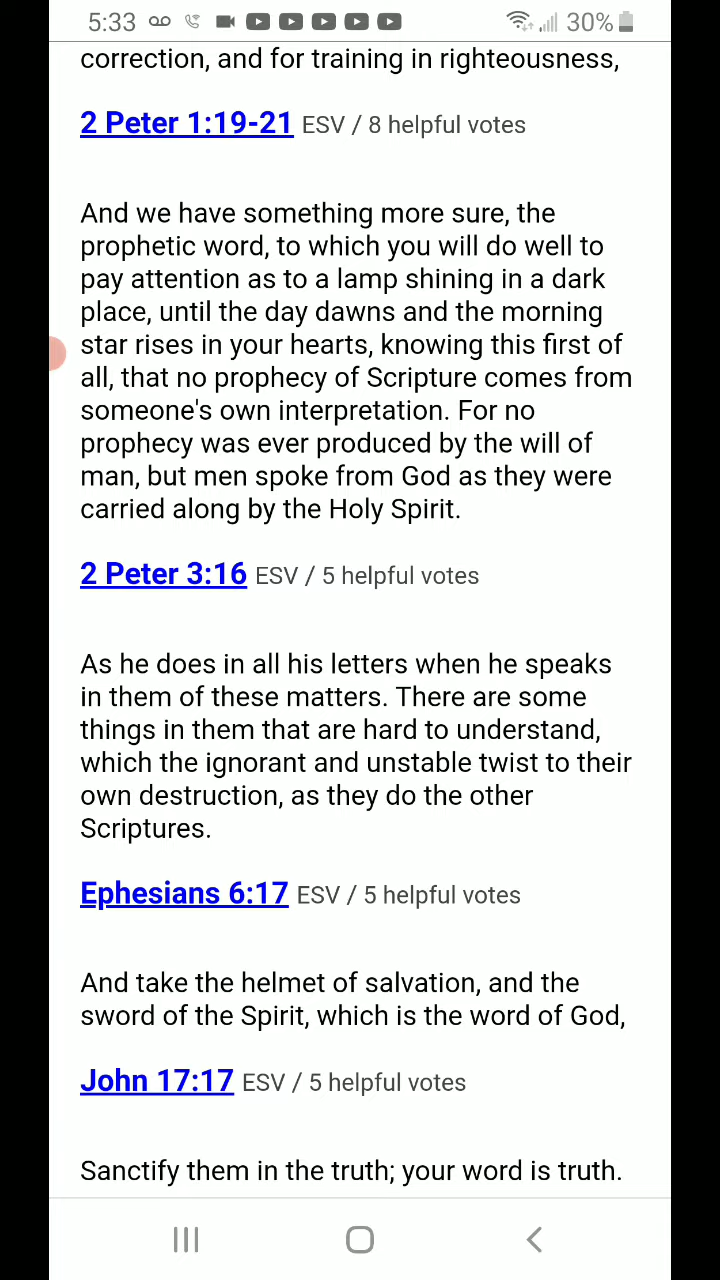 5:33 30%
correction, and for training in righteousness,
2 Peter 1:19-21 ESV / 8 helpful votes
And we have something more sure, the
prophetic word, to which you will do well to
pay attention as to a lamp shining in a dark
place, until the day dawns and the morning
star rises in your hearts, knowing this first of
all, that no prophecy of Scripture comes from
someone's own interpretation. For no
prophecy was ever produced by the will of
man, but men spoke from God as they were
carried along by the Holy Spirit.
2 Peter 3:16 ESV / 5 helpful votes
As he does in all his letters when he speaks
in them of these matters. There are some
things in them that are hard to understand,
which the ignorant and unstable twist to their
own destruction, as they do the other
Scriptures.
Ephesians 6:17 ESV / 5 helpful votes
And take the helmet of salvation, and the
sword of the Spirit, which is the word of God,
John 17:17 ESV / 5 helpful votes
Sanctify them in the truth; your word is truth.